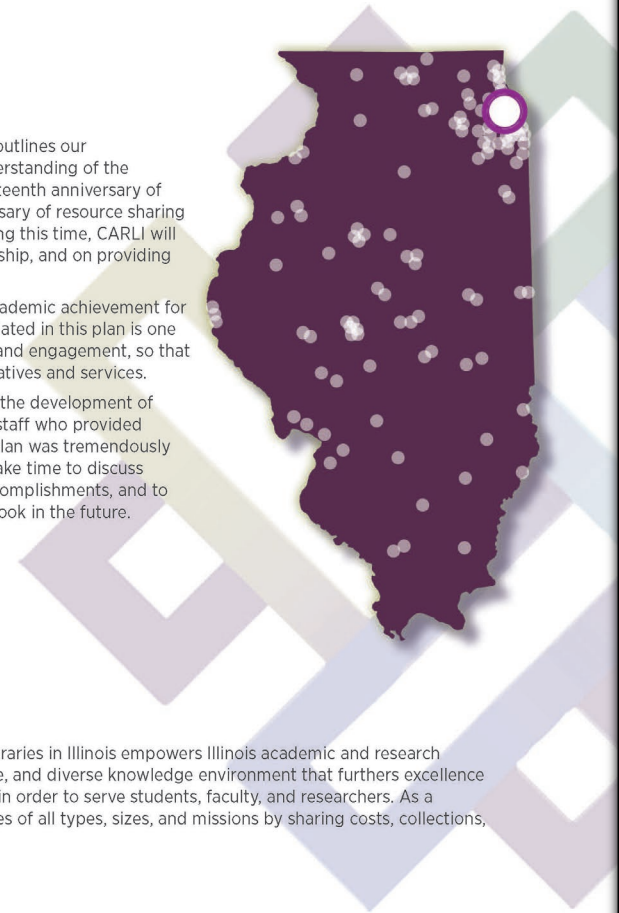 outlines our
erstanding of the
teenth anniversary of
sary of resource sharing
ng this time, CARLI will
ship, and on providing
ademic achievement for
ated in this plan is one
and engagement, so that
atives and services.
the development of
staff who provided
lan was tremendously
ake time to discuss
omplishments, and to
ook in the future.
raries in Illinois empowers Illinois academic and research
e, and diverse knowledge environment that furthers excellence
in order to serve students, faculty, and researchers. As a
es of all types, sizes, and missions by sharing costs, collections,